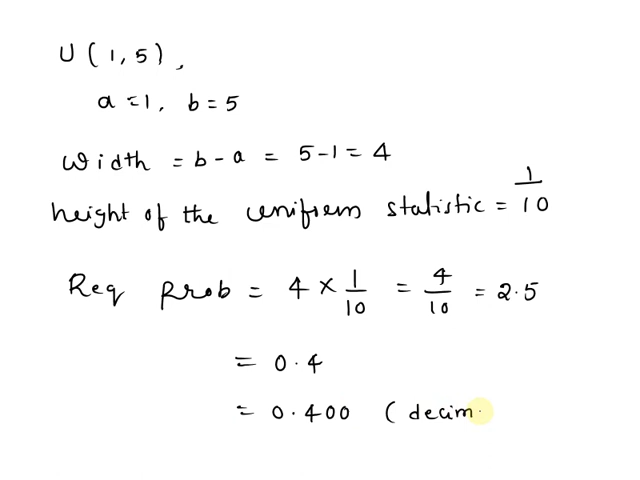 U ( 1, 5 ) ,
a = 1, b = 5
width = b - a = 5 - 1 = 4
height of the uniform statistic = 1/10
Req prob = 4 × 1/10 = 4/10 = 2.5
= 0.4
= 0.400 ( decim